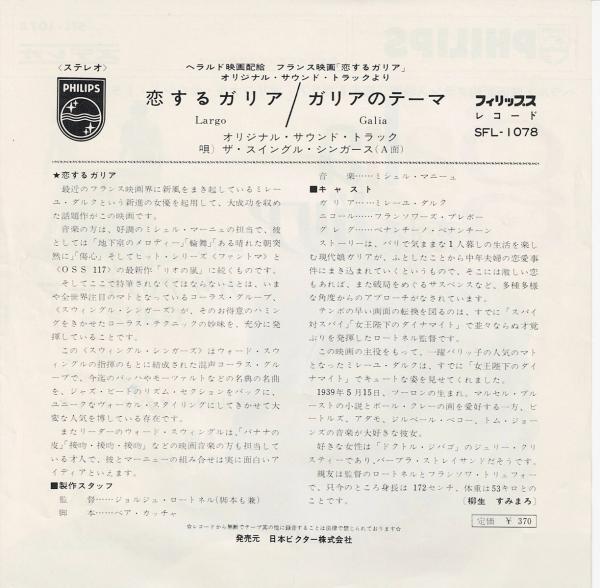 〈ステレオ〉
PHILIPS
ヘラルド映画配給 フランス映画「恋するガリア」
オリジナル・サウンド・トラックより
恋するガリア/ガリアのテーマ
Largo Galia
オリジナル・サウンド・トラック
唄) ザ・スイングル・シンガース(A面)
フィリップス
レコード
SFL-1078
★恋するガリア
最近のフランス映画界に新風をまき起しているミレー
ユ・ダルクという新進の女優を起用して、大成功を収め
た話題作がこの映画です。
音楽の方は、好調のミシェル・マーニュの担当で、彼
としては「地下室のメロディー」「輪舞」「ある晴れた朝突
然に」「傷心」そしてヒット・シリーズ《ファントマ》と
《OSS 117》の最新作「リオの嵐」に続くものです。
そしてここで特筆されなくてはならないことは、いま
や全世界注目のマトとなっているコーラス・グループ、
《スウィングル・シンガーズ》が、そのお得意のハミン
グをきかせたコーラス・テクニックの妙味を、充分に発
揮していることです。
この《スウィングル・シンガーズ》はウォード・スウ
ィングルの指揮のもとに結成された混声コーラス・グル
ープで、今迄のバッハやモーツァルトなどの名典の名曲
を、ジャズ・ビートのリズム・セクションをバックに、
ユニークなヴォーカル・スタイリングにしてきかせて大
変な人気を博している存在です。
またリーダーのウォード・スウィングルは、「バナナの
皮」「接吻・接吻・接吻」などの映画音楽の方も担当して
いる才人で、彼とマーニューの組み合せは実に面白いア
イディアといえます。
■製作スタッフ
監 督……ジョルジュ・ロートネル(脚本も兼)
脚 本……ベア・カッチャ
音 楽……ミシェル・マニーュ
■キャスト
ガリア……ミレーユ・ダルク
ニコール……フランソワーズ・プレボー
グレグ……ベナンチーノ・ベナンチーン
ストーリーは、パリで気ままな1人暮しの生活を楽し
む現代娘ガリアが、ふとしたことから中年夫婦の恋愛事
件にまき込まれていくというもので、そこには激しい恋
もあれば、また破局をめぐるサスペンスなど、多種多様
な角度からのアプローチがなされています。
テンポの早い画面の転換を図るのは、すでに「スパイ
対スパイ」「女王陛下のダイナマイト」で並々ならぬ才覚
ぶりを発揮したロートネル監督です。
この映画の主役をもって、一躍パリッ子の人気のマト
となったミレーユ・ダルクは、すでに「女王陛下のダイ
ナマイト」でキュートな姿を見せてくれました。
1939年5月15日、ツーロンの生まれ。マルセル・プル
ーストの小説とポール・クレーの画を愛好する一方、ビ
ートルズ、アダモ、ジルベール・ベコー、トム・ジョー
ンズの音楽が大好きな彼女。
好きな女性は「ドクトル・ジバゴ」のジェリー・クリ
スティーであり、バーブラ・ストレイサンドだそうです。
親友は監督のロートネルとフランソワ・トリュフォー
で、只今のところ身長は172センチ、体重は53キロとの
ことです。 〔柳生 すみまろ〕
定価 ¥370
☆レコードから無断でテープ其の他に録音することは法律で禁じられております☆
発売元 日本ビクター株式会社